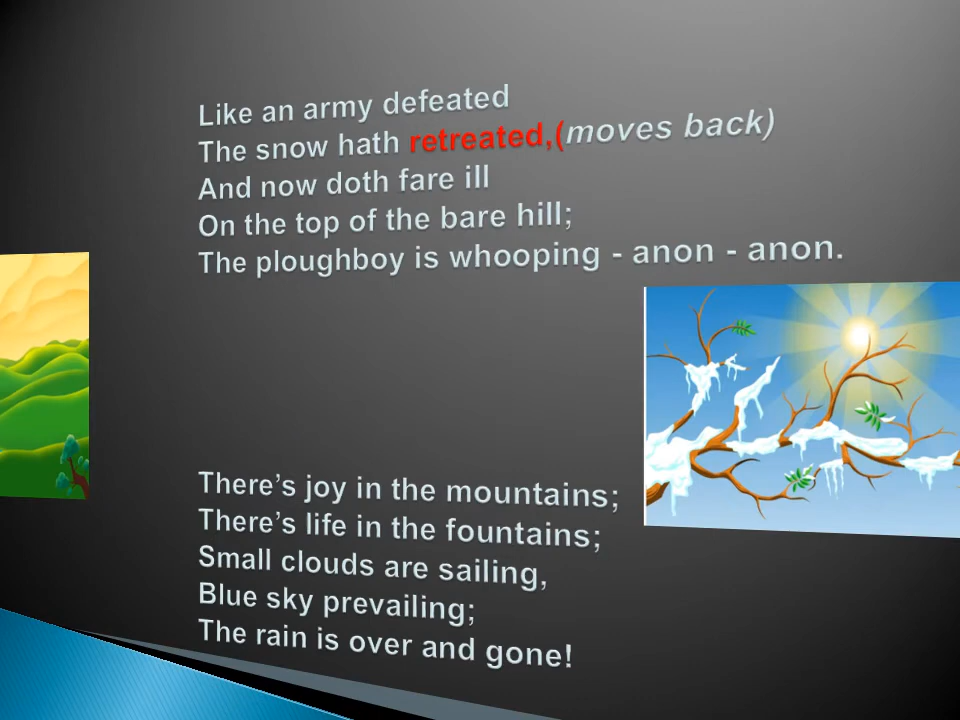 Like an army defeated
The snow hath retreated,(moves back)
And now doth fare ill
On the top of the bare hill;
The ploughboy is whooping - anon - anon.
There’s joy in the mountains;
There’s life in the fountains;
Small clouds are sailing,
Blue sky prevailing;
The rain is over and gone!